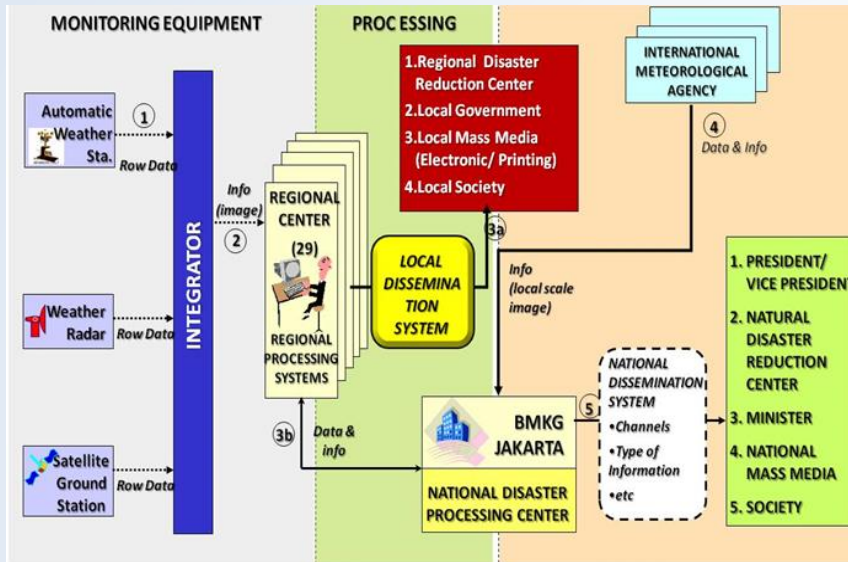 MONITORING EQUIPMENT
PROC ESSING
Automatic
Weather
Sta.
1
Row Data
Weather
Radar
Row Data
Satellite
Ground
Station
Row Data
INTEGRATOR
Info
(image)
2
REGIONAL
CENTER
(29)
REGIONAL
PROCESSING
SYSTEMS
LOCAL
DISSEMINA
TION
SYSTEM
1.Regional Disaster
Reduction Center
2.Local Government
3.Local Mass Media
(Electronic/ Printing)
4.Local Society
3a
3b
Data &
info
INTERNATIONAL
METEOROLOGICAL
AGENCY
4
Data & Info
Info
(local scale
image)
BMKG
JAKARTA
NATIONAL DISASTER
PROCESSING CENTER
5
NATIONAL
DISSEMINATION
SYSTEM
•Channels
•Type of
Information
•etc
1. PRESIDENT/
VICE PRESIDENT
2. NATURAL
DISASTER
REDUCTION
CENTER
3. MINISTER
4. NATIONAL
MASS MEDIA
5. SOCIETY